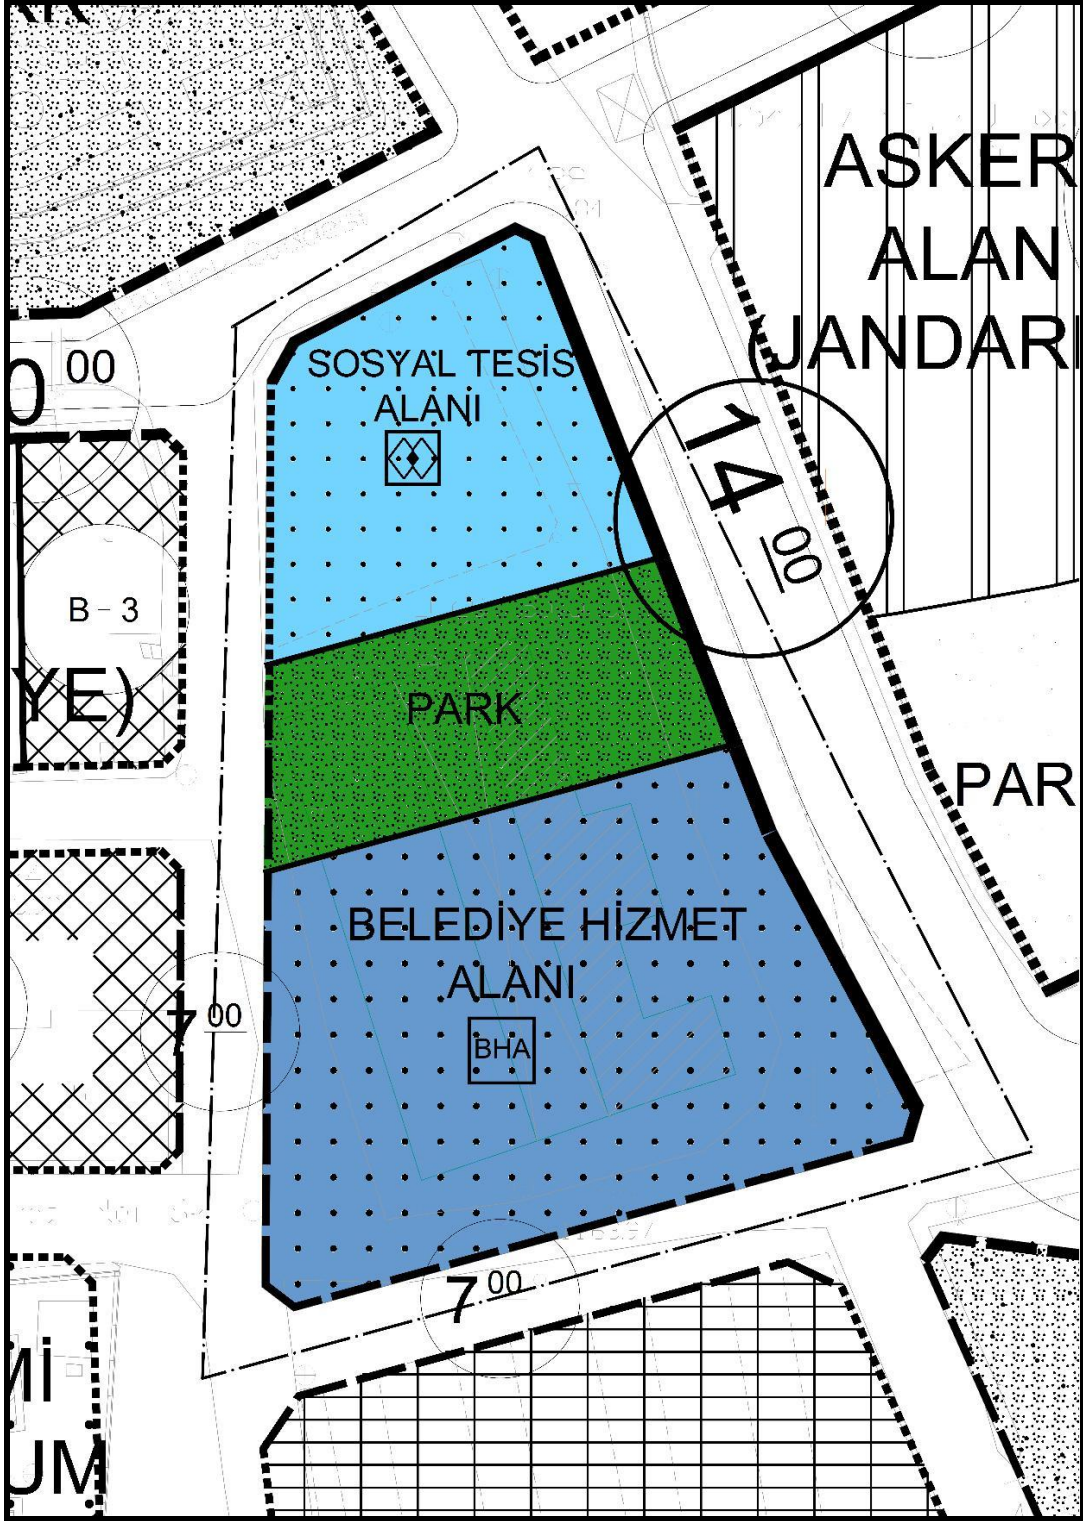 ASKER
ALAN
(JANDAR
00
SOSYAL TESİS
ALANI
14 00
B - 3
YE)
PARK
PAR
BELEDİYE HİZMET
ALANI
BHA
7 00
7 00
Mİ
UM